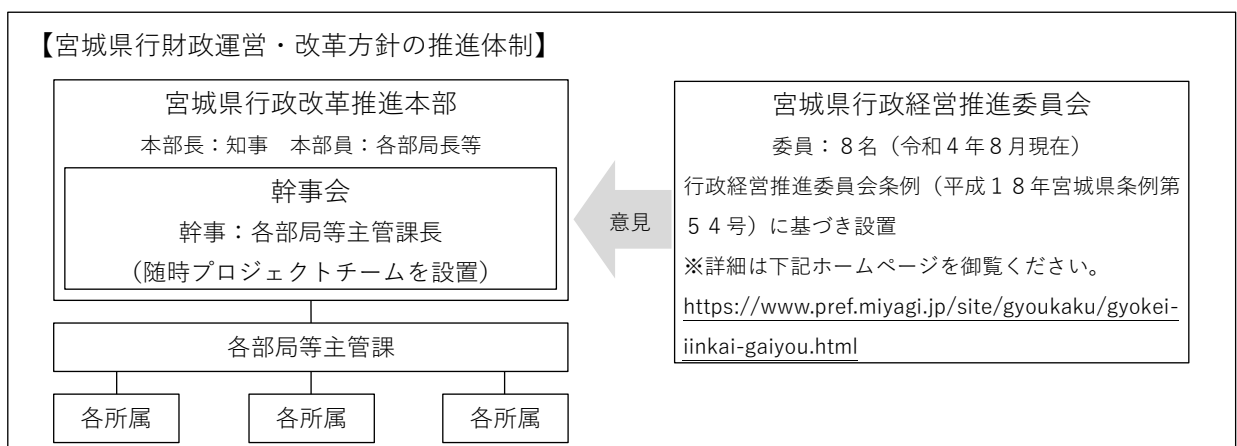 【宮城県行財政運営・改革方針の推進体制】
宮城県行政改革推進本部
本部長：知事　本部員：各部局長等
幹事会
幹事：各部局等主管課長
（随時プロジェクトチームを設置）
各部局等主管課
各所属
各所属
各所属
意見
宮城県行政経営推進委員会
委員：８名（令和４年８月現在）
行政経営推進委員会条例（平成１８年宮城県条例第
５４号）に基づき設置
※詳細は下記ホームページを御覧ください。
https://www.pref.miyagi.jp/site/gyoukaku/gyokei-
iinkai-gaiyou.html